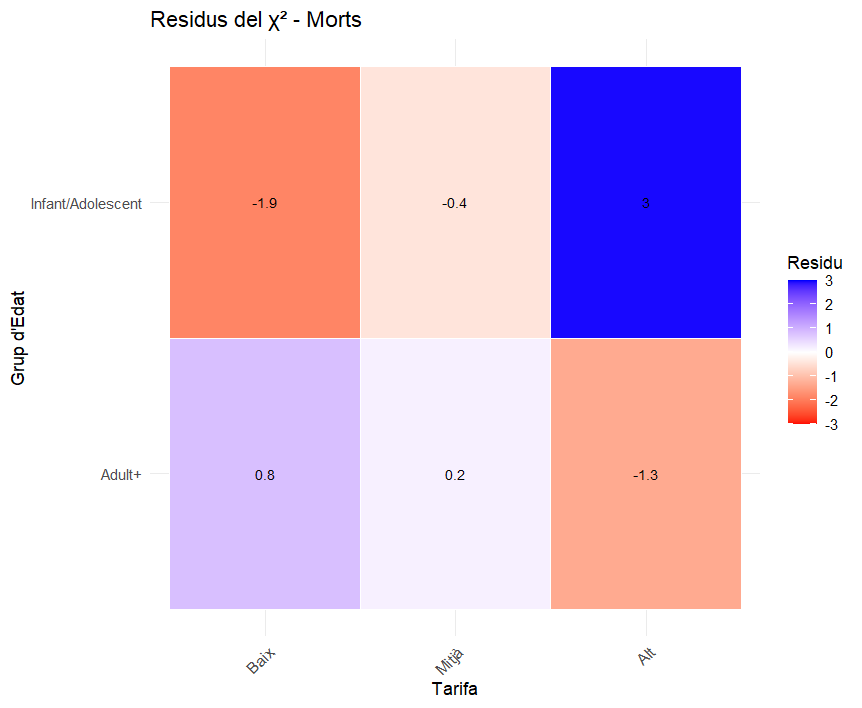 Residus del χ² - Morts
Grup d'Edat
Infant/Adolescent
-1.9
-0.4
3
Adult+
0.8
0.2
-1.3
Baix
Mitjà
Alt
Tarifa
Residu
3
2
1
0
-1
-2
-3